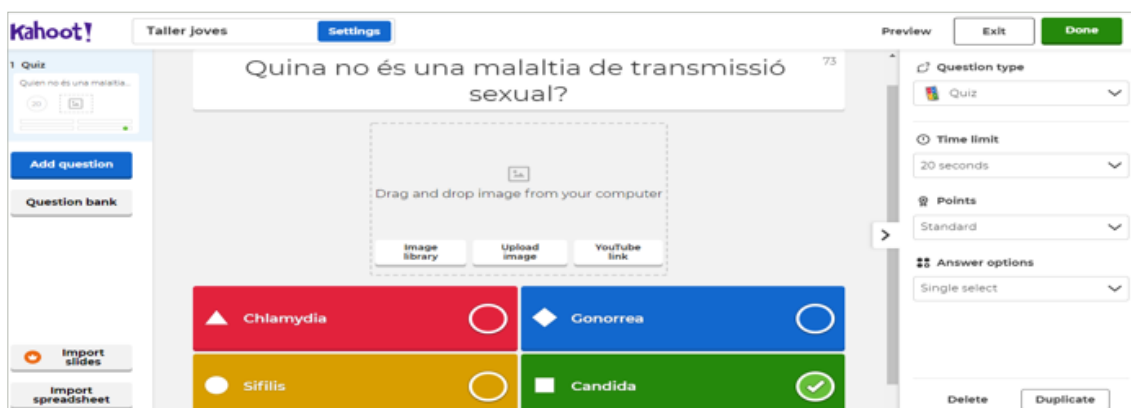 Kahoot!
Taller joves
Settings
Preview
Exit
Done
1 Quiz
Quien no és una malaltia...
20
Add question
Question bank
Import
slides
Import
spreadsheet
Quina no és una malaltia de transmissió
sexual?
73
Drag and drop image from your computer
Image
library
Upload
image
YouTube
link
Chlamydia
Gonorrea
Sifilis
Candida
Question type
Quiz
Time limit
20 seconds
Points
Standard
Answer options
Single select
Delete
Duplicate